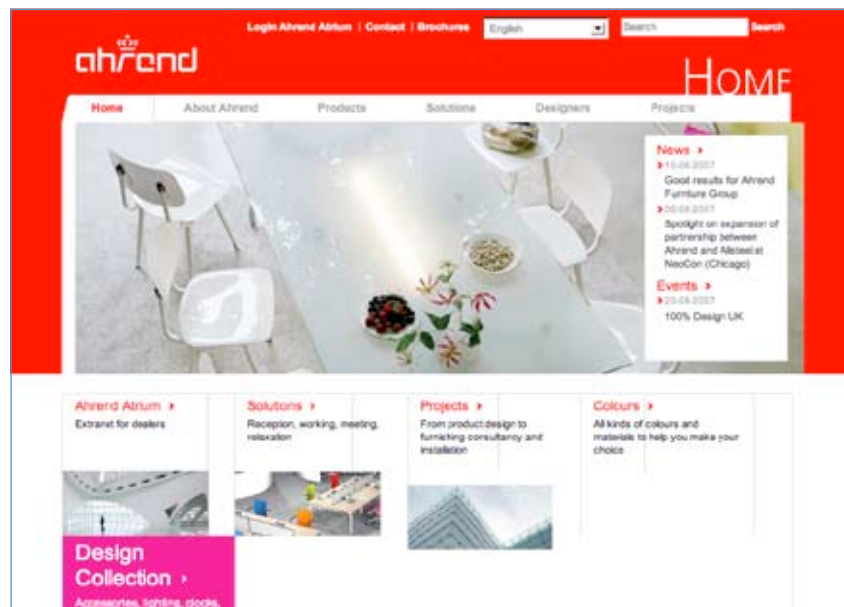 Login Ahrend Atrium | Contact | Brochures
English
Search
Search
ahrend
HOME
Home
About Ahrend
Products
Solutions
Designers
Projects
News
Good results for Ahrend
Furniture Group
Spotlight on expansion of
partnership between
Ahrend and Allsteel at
NeoCon (Chicago)
Events
100% Design UK
Ahrend Atrium
Extranet for dealers
Solutions
Reception, working, meeting,
relaxation
Projects
From product design to
furnishing consultancy and
installation
Colours
All kinds of colours and
materials to help you make your
choice
Design
Collection
Accessories, lighting, clocks,